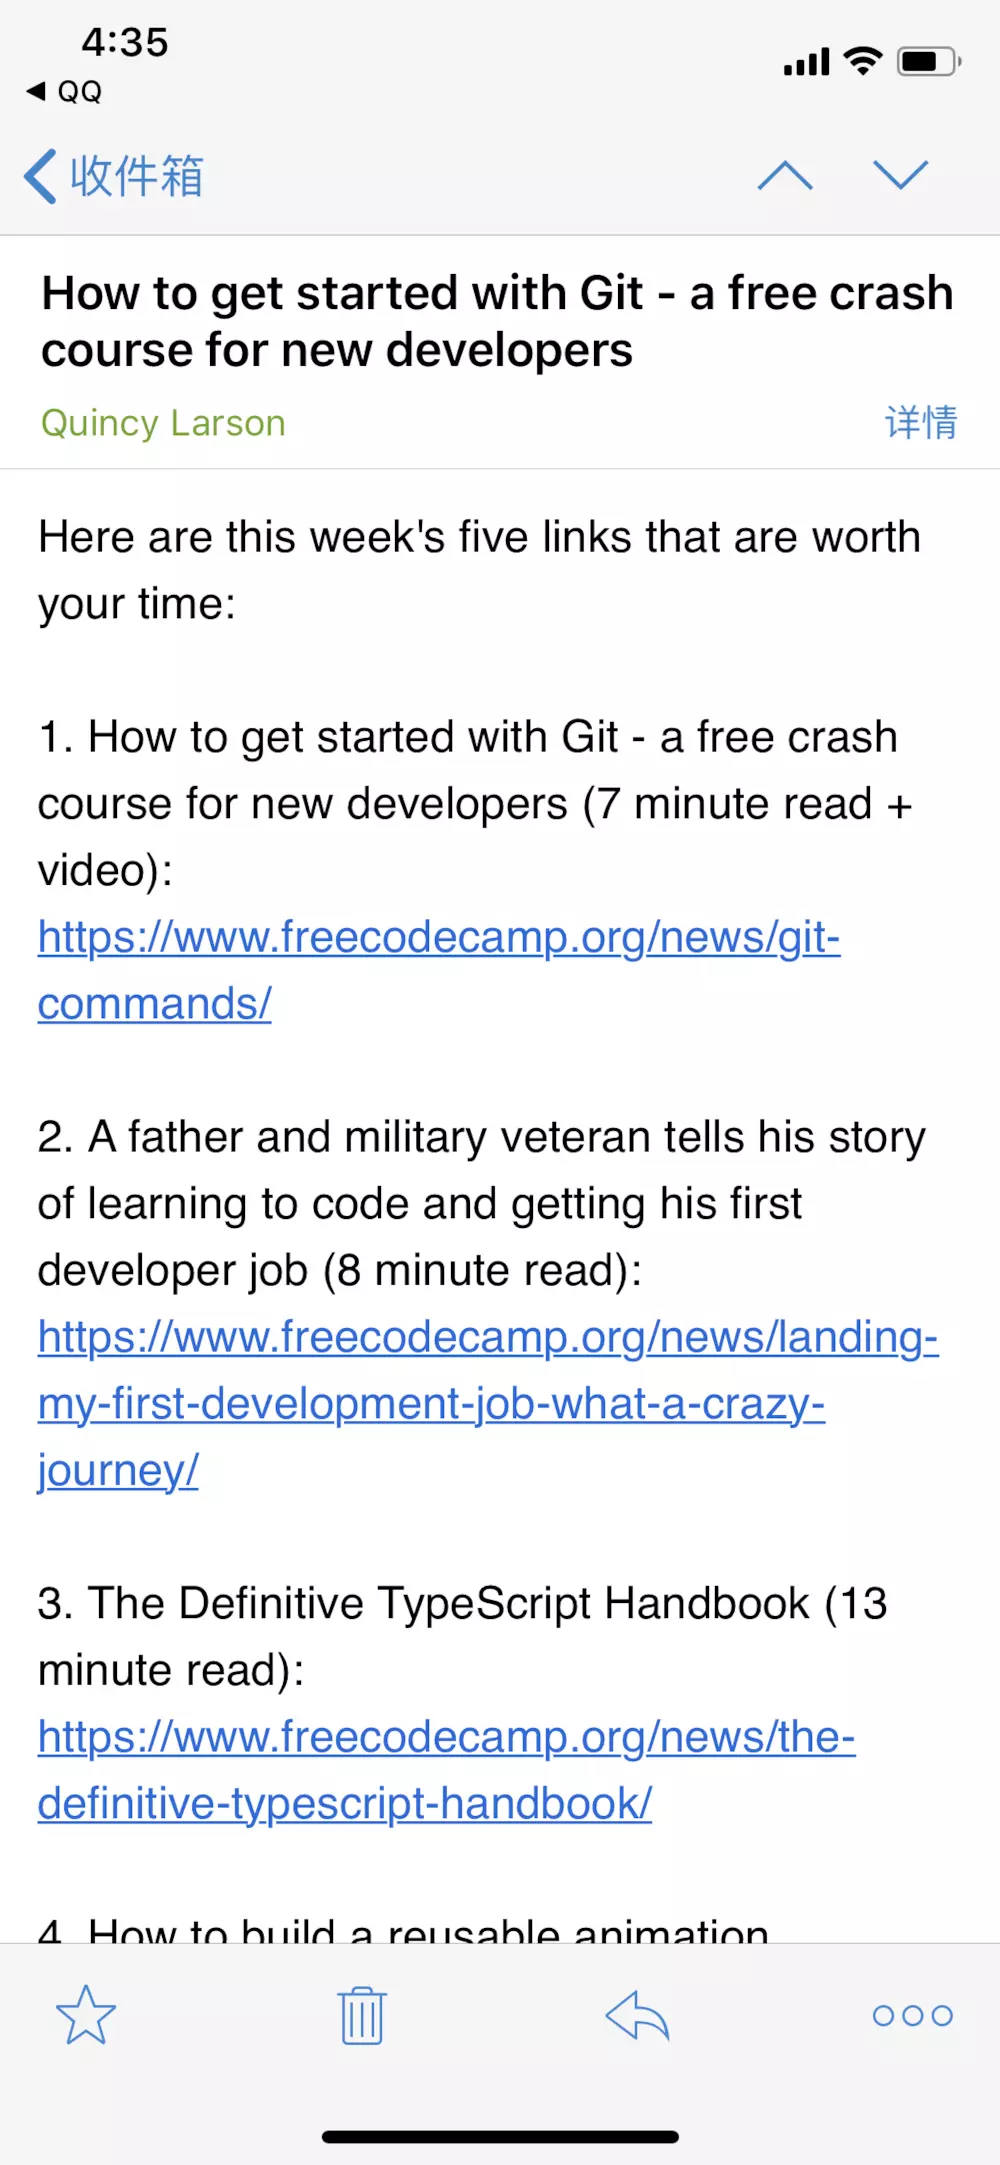 4:35
◀ QQ
收件箱
How to get started with Git - a free crash
course for new developers
Quincy Larson
详情
Here are this week's five links that are worth
your time:
1. How to get started with Git - a free crash
course for new developers (7 minute read +
video):
https://www.freecodecamp.org/news/git-
commands/
2. A father and military veteran tells his story
of learning to code and getting his first
developer job (8 minute read):
https://www.freecodecamp.org/news/landing-
my-first-development-job-what-a-crazy-
journey/
3. The Definitive TypeScript Handbook (13
minute read):
https://www.freecodecamp.org/news/the-
definitive-typescript-handbook/
4. How to build a reusable animation